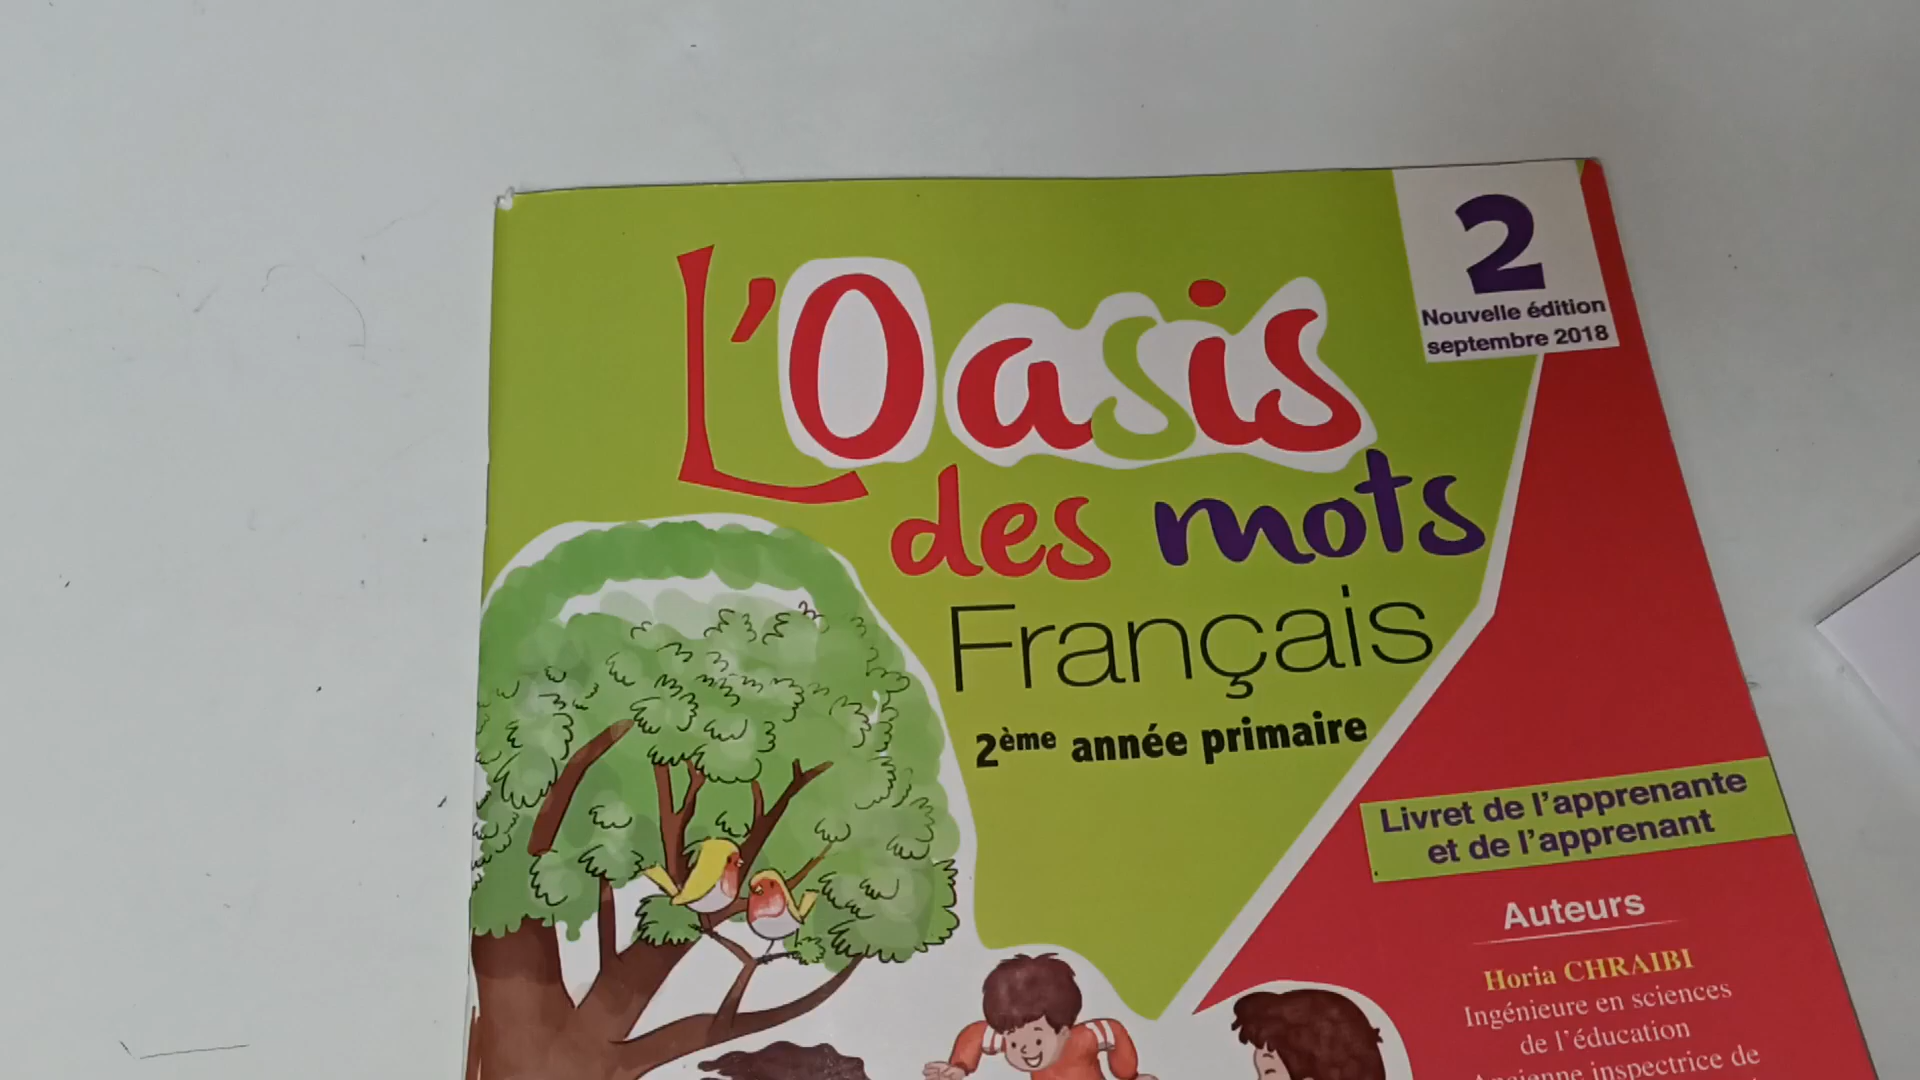 2
Nouvelle édition
septembre 2018
L'Oasis
des mots
Français
2ème année primaire
Livret de l'apprenante
et de l'apprenant
Auteurs
Horia CHRAIBI
Ingénieure en sciences
de l'éducation
Ancienne inspectrice de